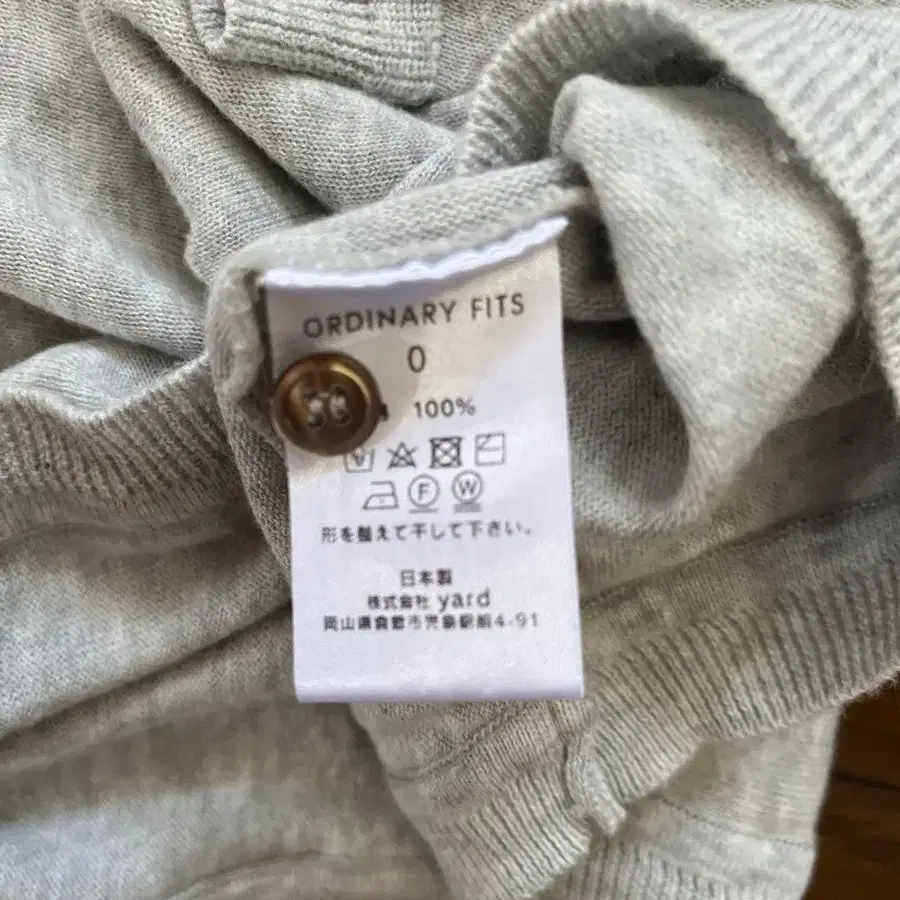 ORDINARY FITS
0
100%
F W
形を整えて干して下さい。
日本製
株式会社 yard
岡山県倉敷市児島駅前4-91